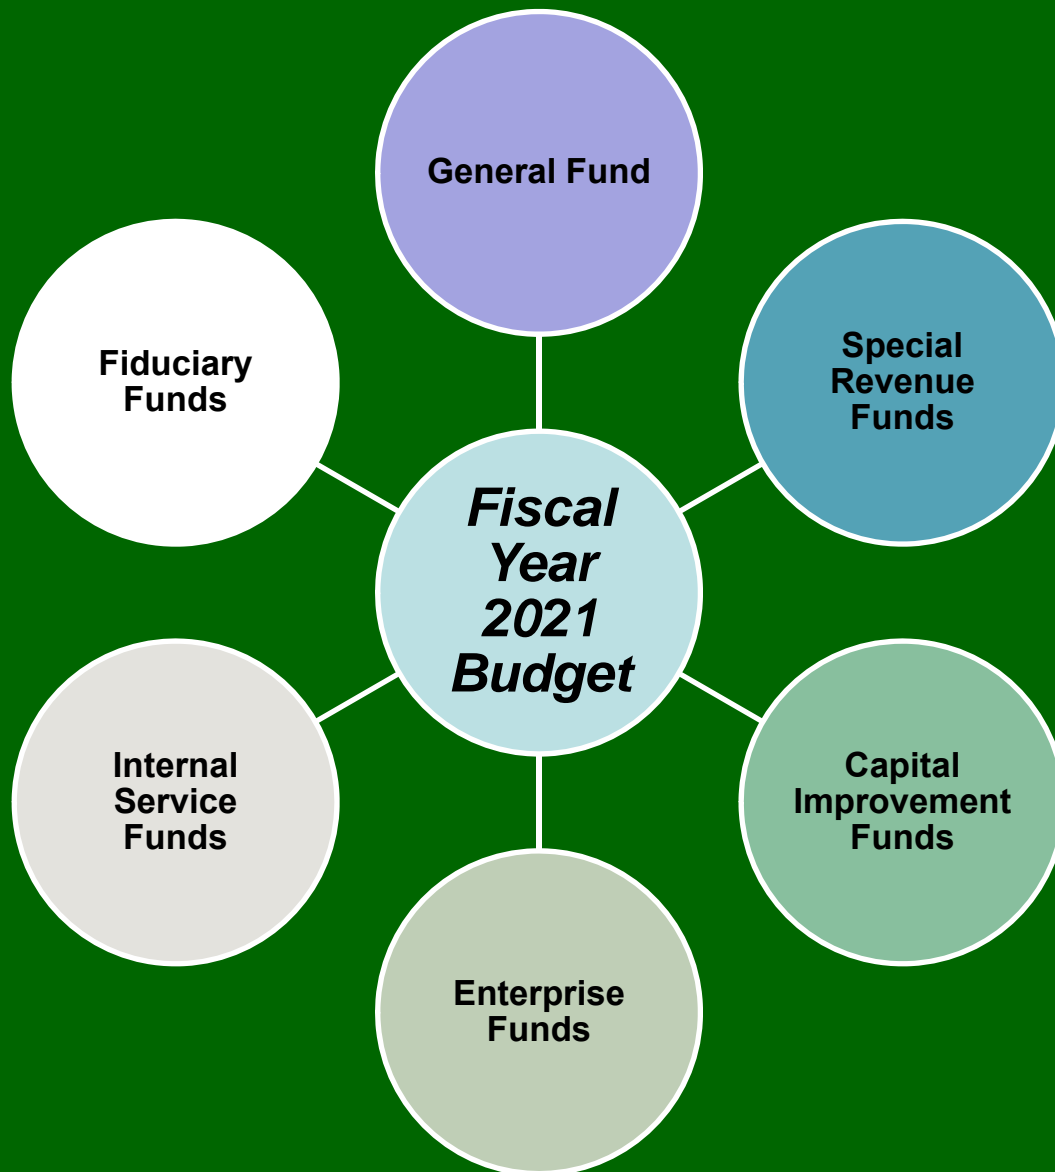 General Fund
Special
Revenue
Funds
Capital
Improvement
Funds
Enterprise
Funds
Internal
Service
Funds
Fiduciary
Funds
Fiscal
Year
2021
Budget